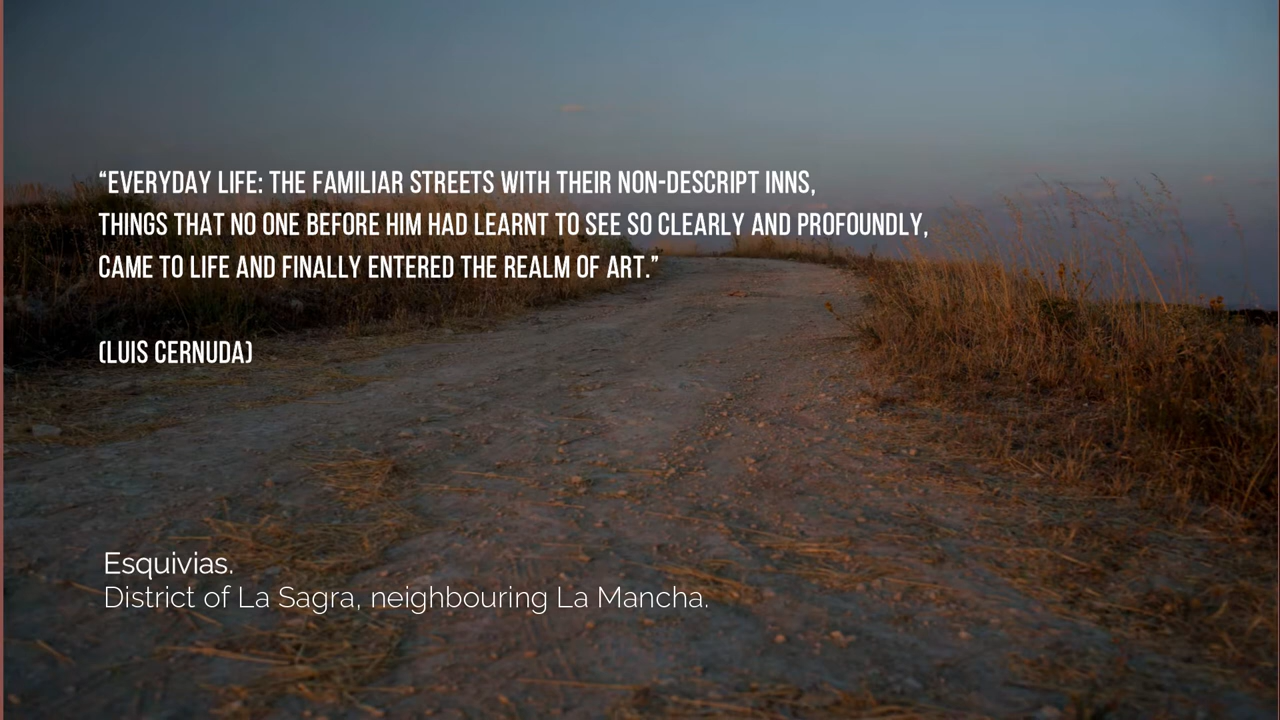 “EVERYDAY LIFE: THE FAMILIAR STREETS WITH THEIR NON-DESCRIPT INNS,
THINGS THAT NO ONE BEFORE HIM HAD LEARNT TO SEE SO CLEARLY AND PROFOUNDLY,
CAME TO LIFE AND FINALLY ENTERED THE REALM OF ART.”
(LUIS CERNUDA)
Esquivias.
District of La Sagra, neighbouring La Mancha.